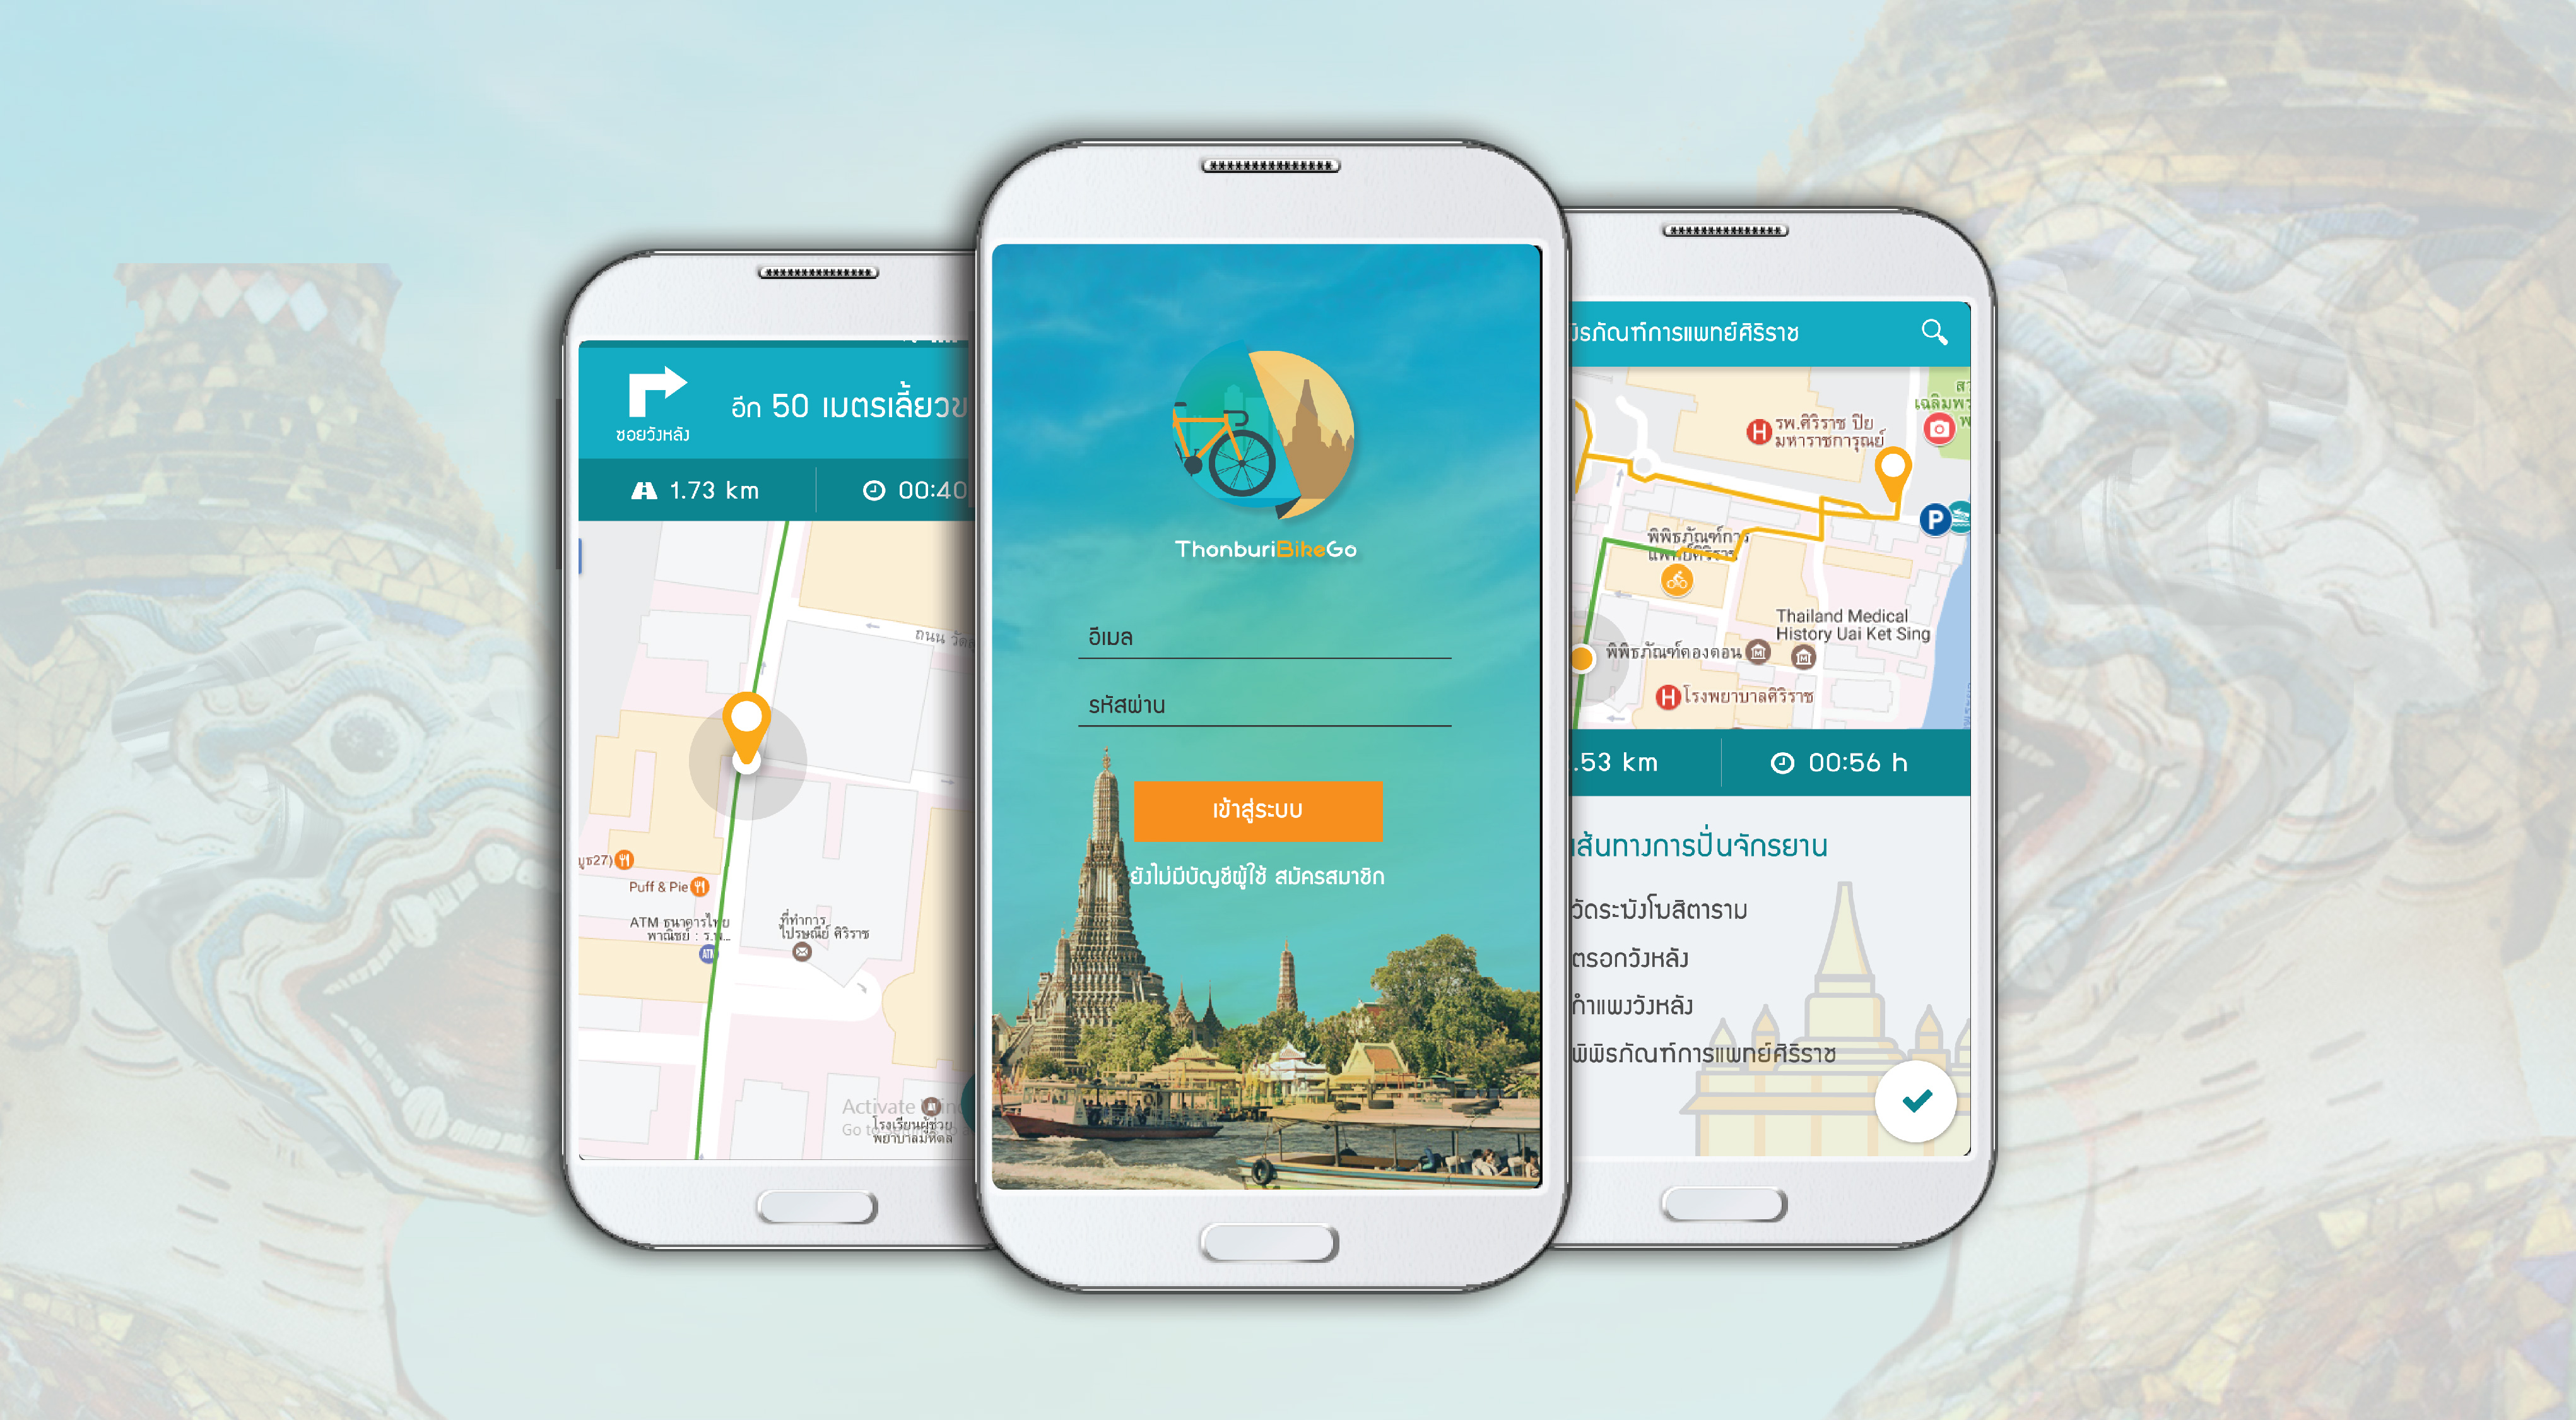 ซอยวังหลัง
อีก 50 เมตรเลี้ยวข
1.73 km
00:40
ถนน วัด
มูธ27)
Puff & Pie
ATM ธนาคารไทย
พาณิชย์ : ร.พ...
ATM
ที่ทำการ
ไปรษณีย์ ศิริราช
Activate
Go to
โรงเรียนผู้ช่วย
พยาบาลมหิดล
ThonburiBikeGo
อีเมล
รหัสผ่าน
เข้าสู่ระบบ
ยังไม่มีบัญชีผู้ใช้ สมัครสมาชิก
พิธภัณฑ์การแพทย์ศิริราช
H
รพ.ศิริราช ปิย
มหาราชการุณย์
สว
เฉลิมพร
พ
P
พิพิธภัณฑ์การ
แพทย์ศิริราช
Thailand Medical
History Uai Ket Sing
พิพิธภัณฑ์คองดอน
H
โรงพยาบาลศิริราช
.53 km
00:56 h
เส้นทางการปั่นจักรยาน
วัดระฆังโฆสิตาราม
ตรอกวังหลัง
กำแพงวังหลัง
พิพิธภัณฑ์การแพทย์ศิริราช